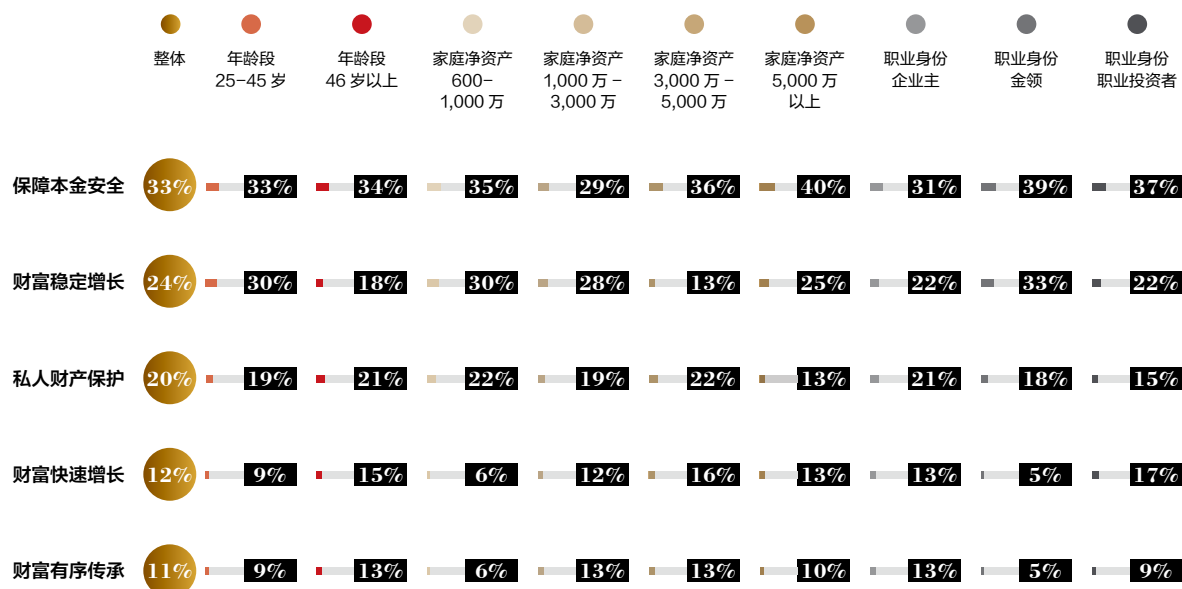 整体
年龄段
25–45 岁
年龄段
46 岁以上
家庭净资产
600–
1,000 万
家庭净资产
1,000 万 –
3,000 万
家庭净资产
3,000 万 –
5,000 万
家庭净资产
5,000 万
以上
职业身份
企业主
职业身份
金领
职业身份
职业投资者
保障本金安全 33% 33% 34% 35% 29% 36% 40% 31% 39% 37%
财富稳定增长 24% 30% 18% 30% 28% 13% 25% 22% 33% 22%
私人财产保护 20% 19% 21% 22% 19% 22% 13% 21% 18% 15%
财富快速增长 12% 9% 15% 6% 12% 16% 13% 13% 5% 17%
财富有序传承 11% 9% 13% 6% 13% 13% 10% 13% 5% 9%